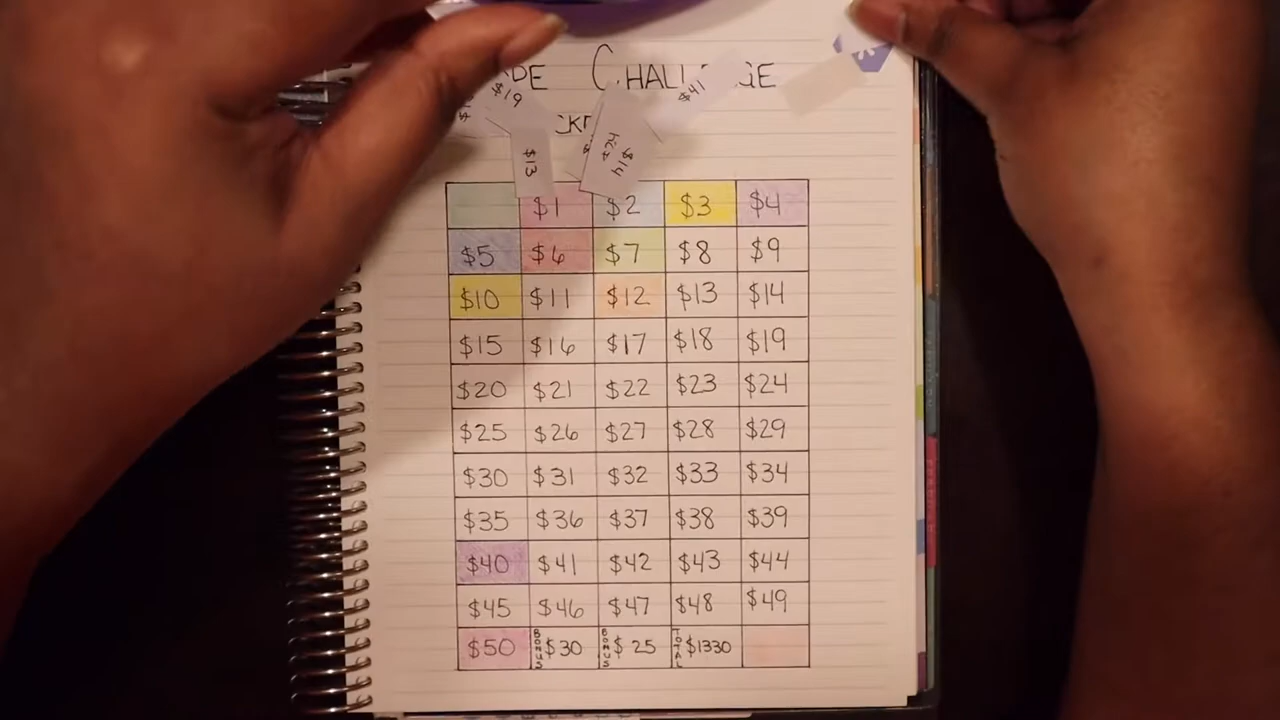 CHALL GE
$19
$41
CK
$13
$14
$1 $2 $3 $4
$5 $6 $7 $8 $9
$10 $11 $12 $13 $14
$15 $16 $17 $18 $19
$20 $21 $22 $23 $24
$25 $26 $27 $28 $29
$30 $31 $32 $33 $34
$35 $36 $37 $38 $39
$40 $41 $42 $43 $44
$45 $46 $47 $48 $49
$50 BONUS $30 BONUS $25 TOTAL $1330